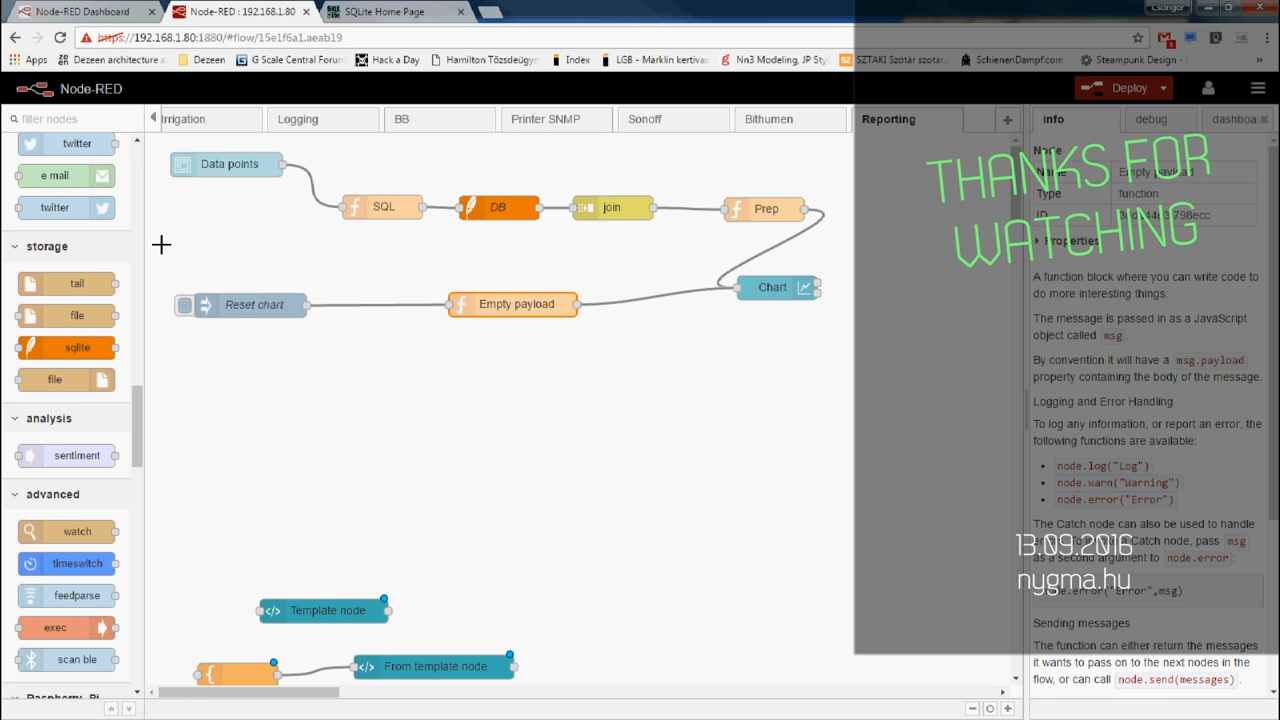 Node-RED Dashboard
Node-RED : 192.168.1.80
SQLite Home Page
Csongor
https://192.168.1.80:1880/#flow/15e1f6a1.aeab19
Apps
Dezeen architecture a
Dezeen
G Scale Central Forum
Hack a Day
Hamilton Tőzsdeügyn
Index
LGB - Marklin kertivas
Nn3 Modeling, JP Sty
SZTAKI Szótár szotar.
SchienenDampf.com
Steampunk Design -
»
Node-RED
Deploy
filter nodes
Irrigation
Logging
BB
Printer SNMP
Sonoff
Bithumen
Reporting
info
debug
dashboa
twitter
e mail
twitter
storage
tail
file
sqlite
file
analysis
sentiment
advanced
watch
timeswitch
feedparse
exec
scan ble
Raspberry_Pi
Data points
SQL
DB
join
Prep
Chart
Reset chart
Empty payload
Template node
From template node
THANKS FOR
WATCHING
13.09.2016
nygma.hu
Node
Name Empty payload
Type function
ID
Properties
A function block where you can write code to
do more interesting things.
The message is passed in as a JavaScript
object called msg.
By convention it will have a msg.payload
property containing the body of the message.
Logging and Error Handling
To log any information, or report an error, the
following functions are available:
node.log("Log")
node.warn("Warning")
node.error("Error")
The Catch node can also be used to handle
a Catch node, pass msg
as a second argument to node.error:
node.error("Error",msg)
Sending messages
The function can either return the messages
it wants to pass on to the next nodes in the
flow, or can call node.send(messages).